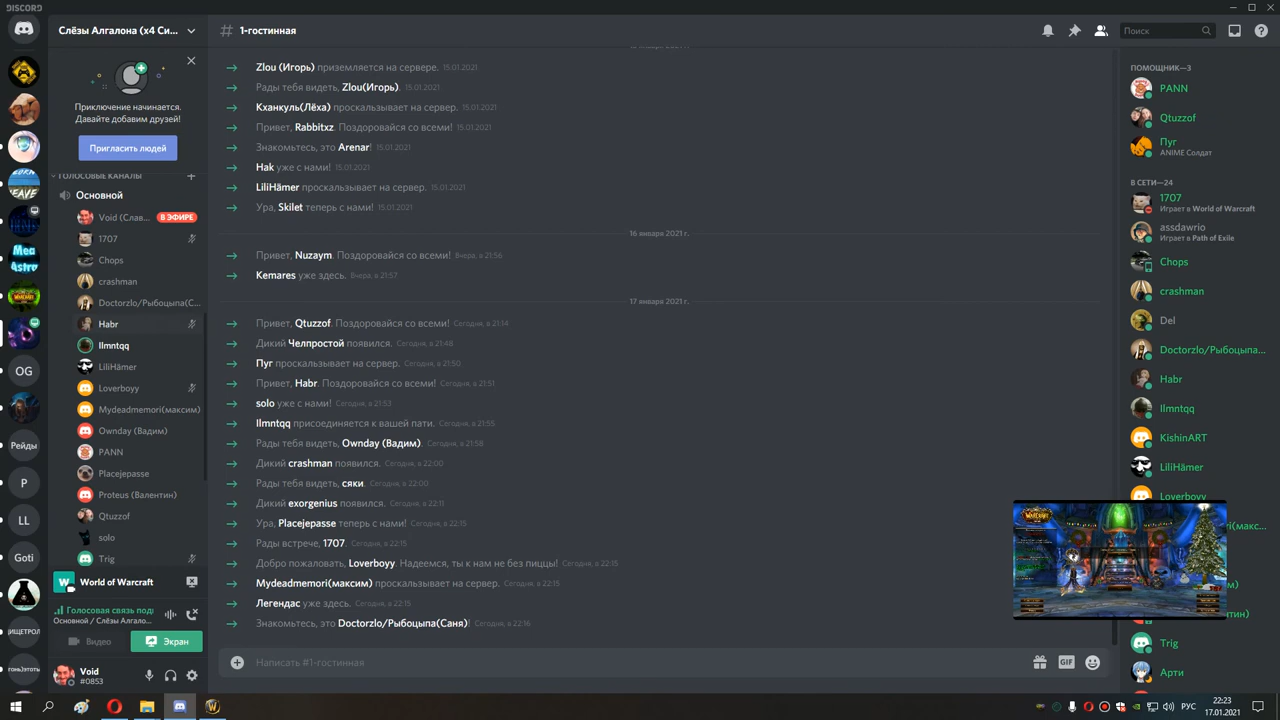 DISCORD
Слёзы Алгалона (x4 Си...
# 1-гостинная
Поиск
Приключение начинается.
Давайте добавим друзей!
Пригласить людей
ГОЛОСОВЫЕ КАНАЛЫ
Основной
Void (Слав...
В ЭФИРЕ
1707
Chops
crashman
Doctorzlo/Рыбоцыпа(С...
Habr
Ilmntqq
LiliHämer
Loverboyy
Mydeadmemori(максим)
Ownday (Вадим)
PANN
Placejepasse
Proteus (Валентин)
Qtuzzof
solo
Trig
World of Warcraft
Голосовая связь под
Основной / Слёзы Алгало...
Видео
Экран
Void
#0853
OG
Рейды
P
LL
Goti
Zlou (Игорь) приземляется на сервере. 15.01.2021
Рады тебя видеть, Zlou(Игорь). 15.01.2021
Кханкуль(Лёха) проскальзывает на сервер. 15.01.2021
Привет, Rabbitxz. Поздоровайся со всеми! 15.01.2021
Знакомьтесь, это Arenar! 15.01.2021
Hak уже с нами! 15.01.2021
LiliHämer проскальзывает на сервер. 15.01.2021
Ура, Skilet теперь с нами! 15.01.2021
16 января 2021 г.
Привет, Nuzaym. Поздоровайся со всеми! Вчера, в 21:56
Kemares уже здесь. Вчера, в 21:57
17 января 2021 г.
Привет, Qtuzzof. Поздоровайся со всеми! Сегодня, в 21:14
Дикий Челпростой появился. Сегодня, в 21:48
Пуг проскальзывает на сервер. Сегодня, в 21:50
Привет, Habr. Поздоровайся со всеми! Сегодня, в 21:51
solo уже с нами! Сегодня, в 21:53
Ilmntqq присоединяется к вашей пати. Сегодня, в 21:55
Рады тебя видеть, Ownday (Вадим). Сегодня, в 21:58
Дикий crashman появился. Сегодня, в 22:00
Рады тебя видеть, сяки. Сегодня, в 22:00
Дикий exorgenius появился. Сегодня, в 22:11
Ура, Placejepasse теперь с нами! Сегодня, в 22:15
Рады встрече, 1707. Сегодня, в 22:15
Добро пожаловать, Loverboyy. Надеемся, ты к нам не без пиццы! Сегодня, в 22:15
Mydeadmemori(максим) проскальзывает на сервер. Сегодня, в 22:15
Легендас уже здесь. Сегодня, в 22:15
Знакомьтесь, это Doctorzlo/Рыбоцыпа(Саня)! Сегодня, в 22:16
Написать #1-гостинная
GIF
ПОМОЩНИК—3
PANN
Qtuzzof
Пуг
ANIME Солдат
В СЕТИ—24
1707
Играет в World of Warcraft
assdawrio
Играет в Path of Exile
Chops
crashman
Del
Doctorzlo/Рыбоцыпа...
Habr
Ilmntqq
KishinART
LiliHämer
Loverboyy
Trig
Арти
РУС
22:23
17.01.2021